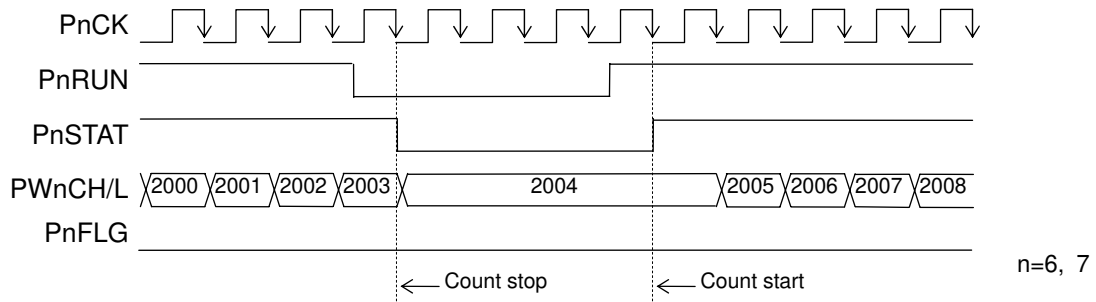 PnCK
PnRUN
PnSTAT
PWnCH/L 2000 2001 2002 2003 2004 2005 2006 2007 2008
PnFLG
n=6, 7
Count stop Count start